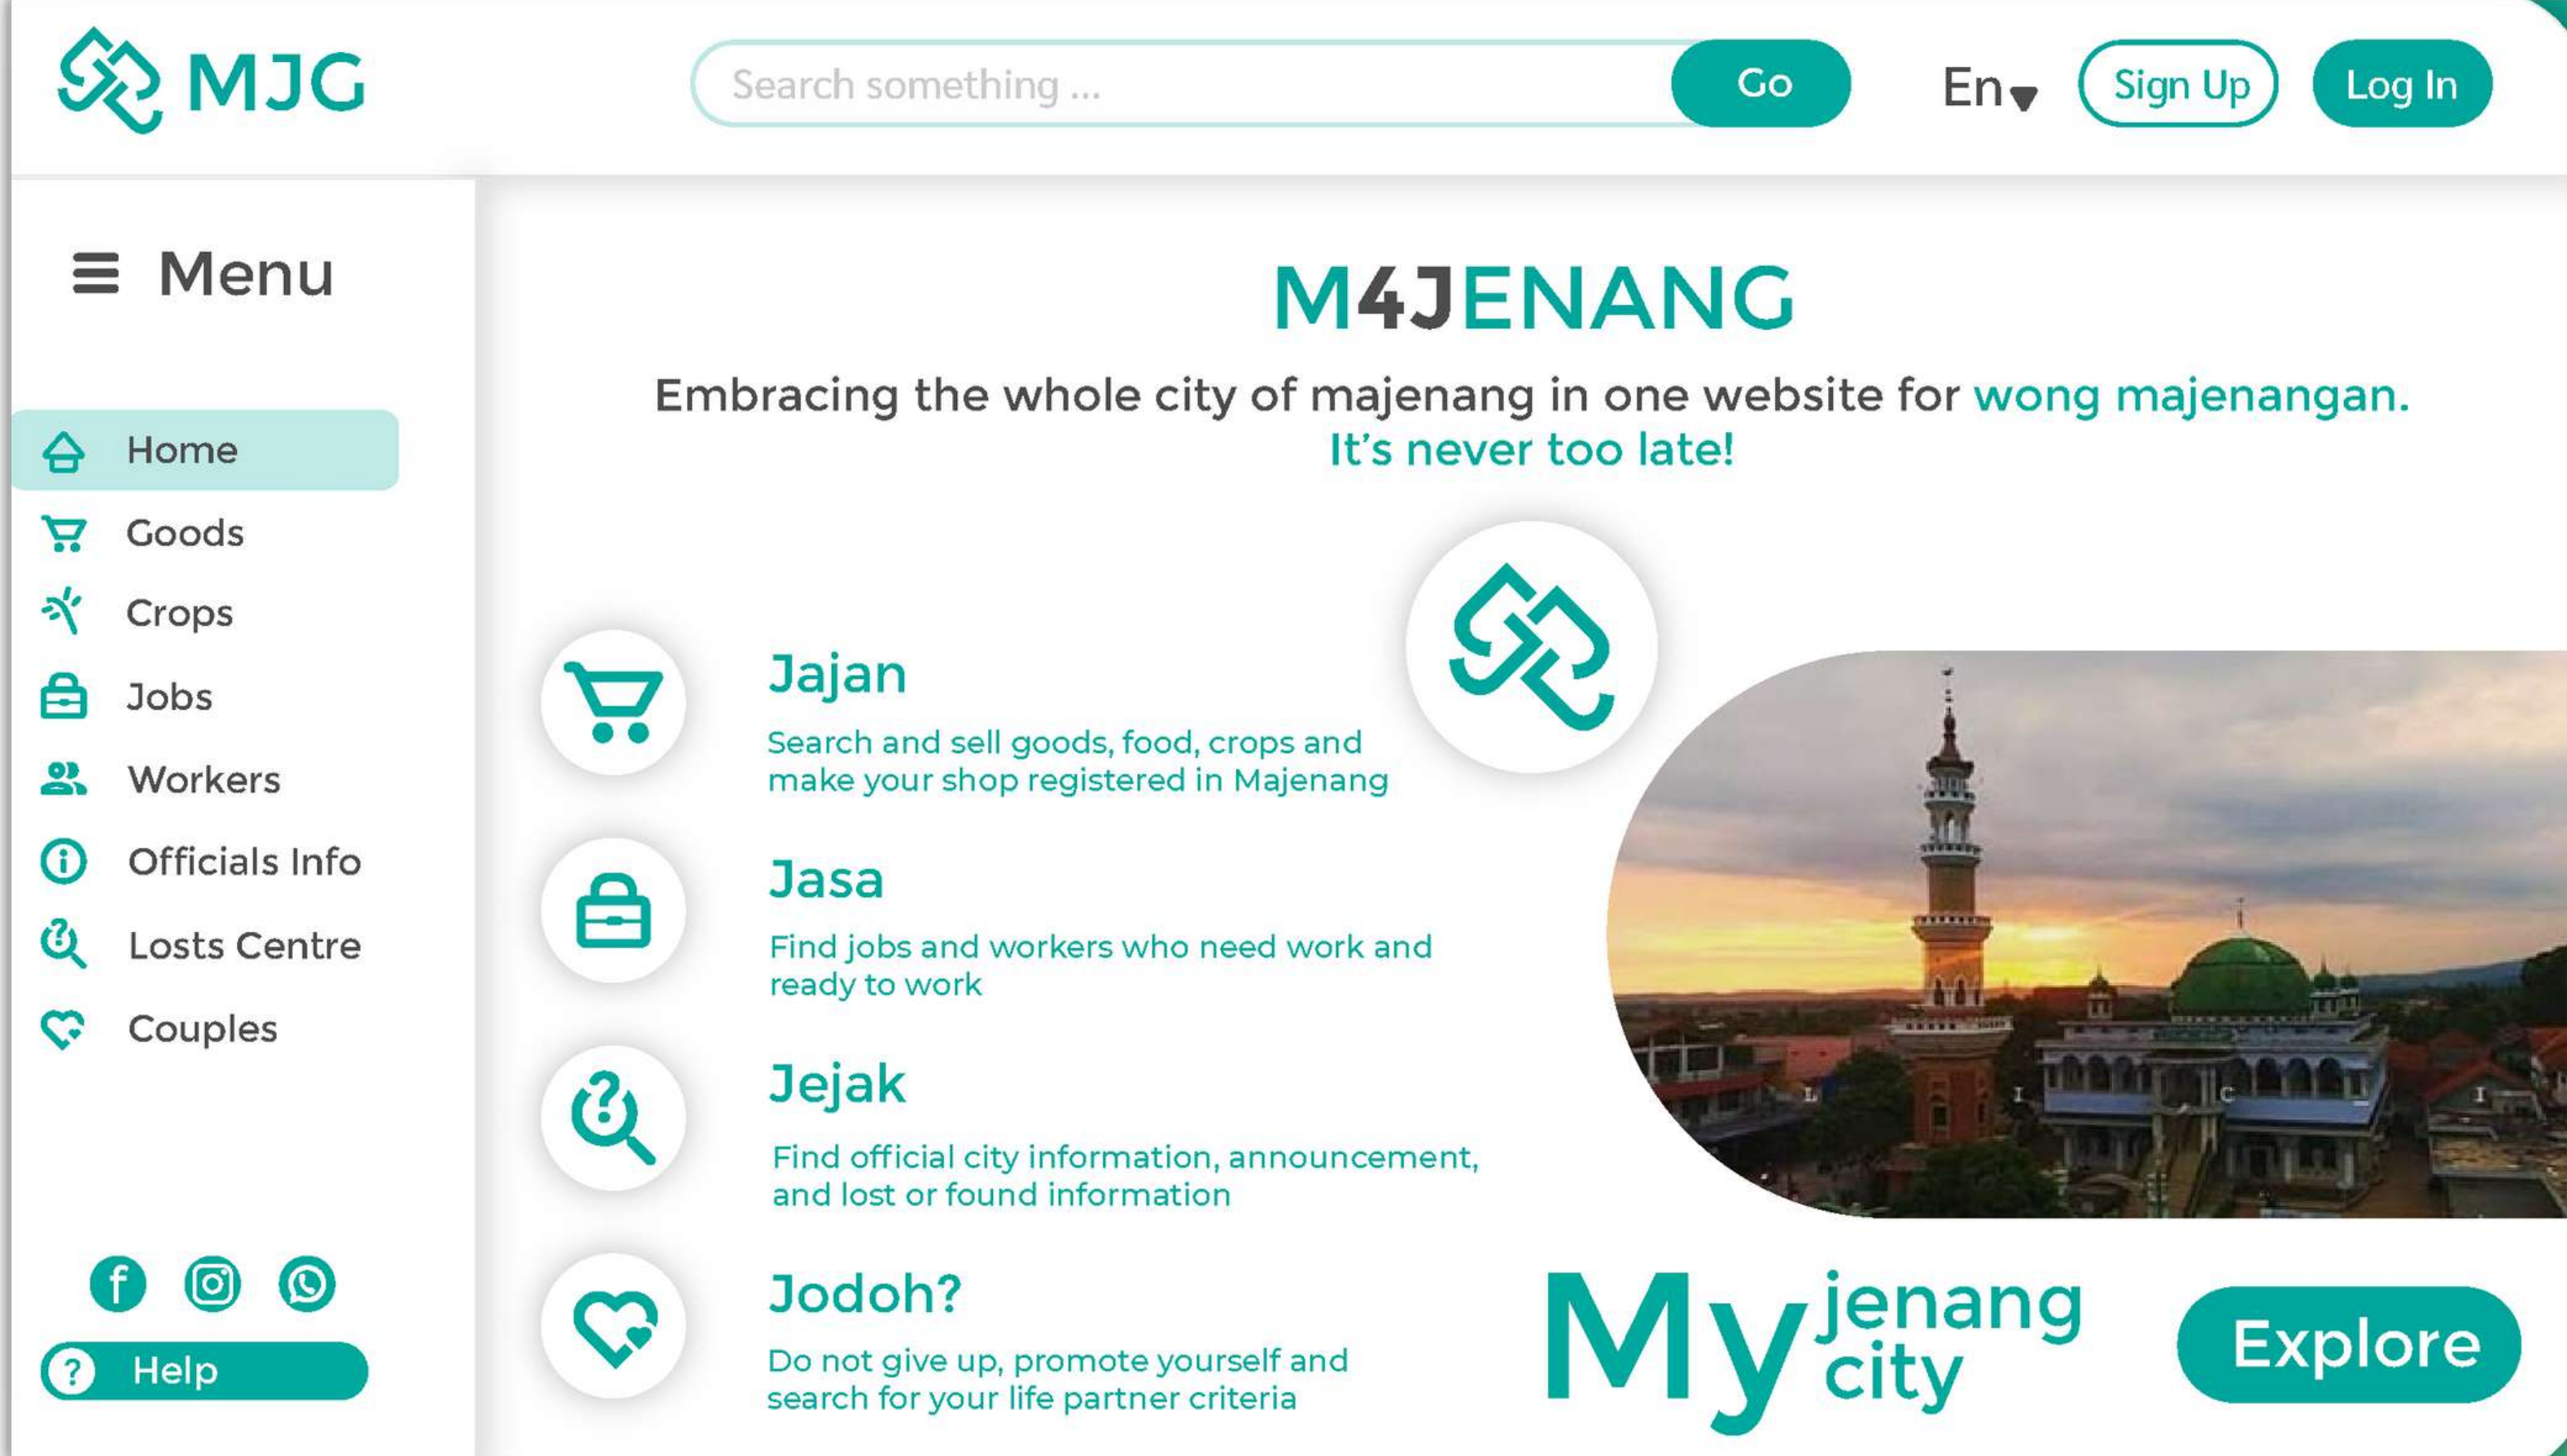 MJG
Search something ...
Go
En
Sign Up
Log In
Menu
Home
Goods
Crops
Jobs
Workers
Officials Info
Losts Centre
Couples
Help
M4JENANG
Embracing the whole city of majenang in one website for wong majenangan.
It's never too late!
Jajan
Search and sell goods, food, crops and
make your shop registered in Majenang
Jasa
Find jobs and workers who need work and
ready to work
Jejak
Find official city information, announcement,
and lost or found information
Jodoh?
Do not give up, promote yourself and
search for your life partner criteria
My jenang
city
Explore